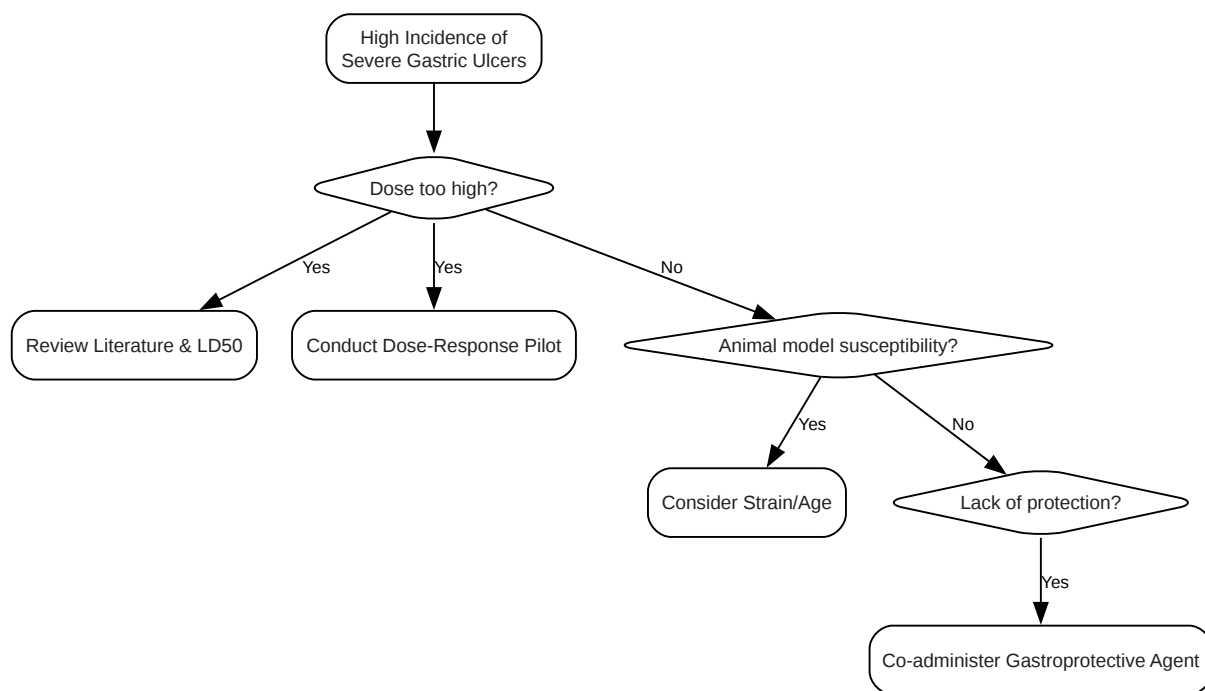 High Incidence of
Severe Gastric Ulcers
Dose too high?
Yes
Yes
No
Review Literature & LD50
Conduct Dose-Response Pilot
Animal model susceptibility?
Yes
No
Consider Strain/Age
Lack of protection?
Yes
Co-administer Gastroprotective Agent